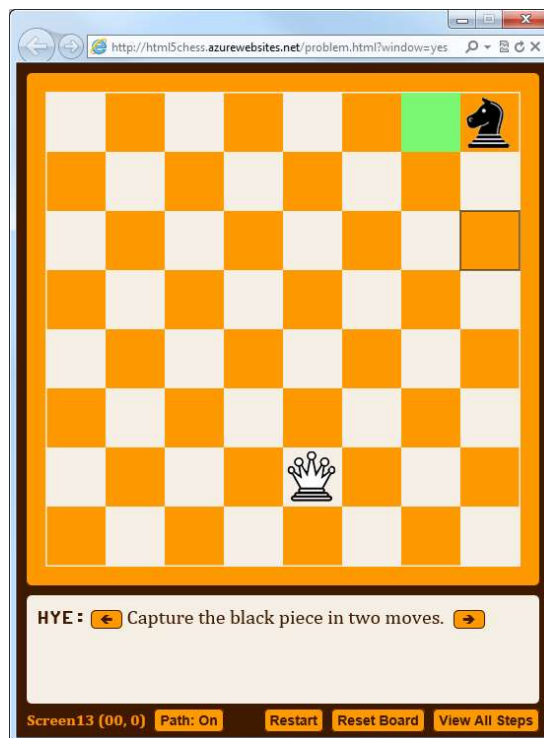 http://html5chess.azurewebsites.net/problem.html?window=yes
HYE: Capture the black piece in two moves.
Screen13 (00, 0) Path: On Restart Reset Board View All Steps